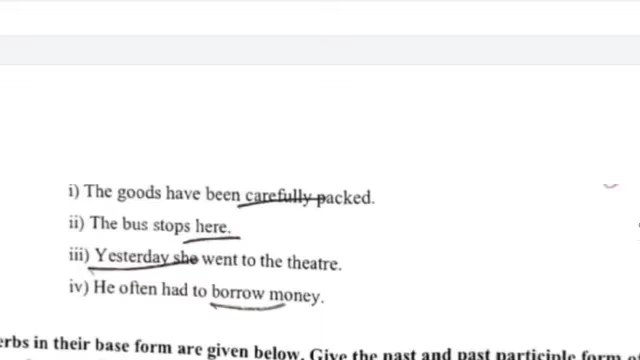 i) The goods have been carefully packed.
ii) The bus stops here.
iii) Yesterday she went to the theatre.
iv) He often had to borrow money.
erbs in their base form are given below. Give the past and past participle form of